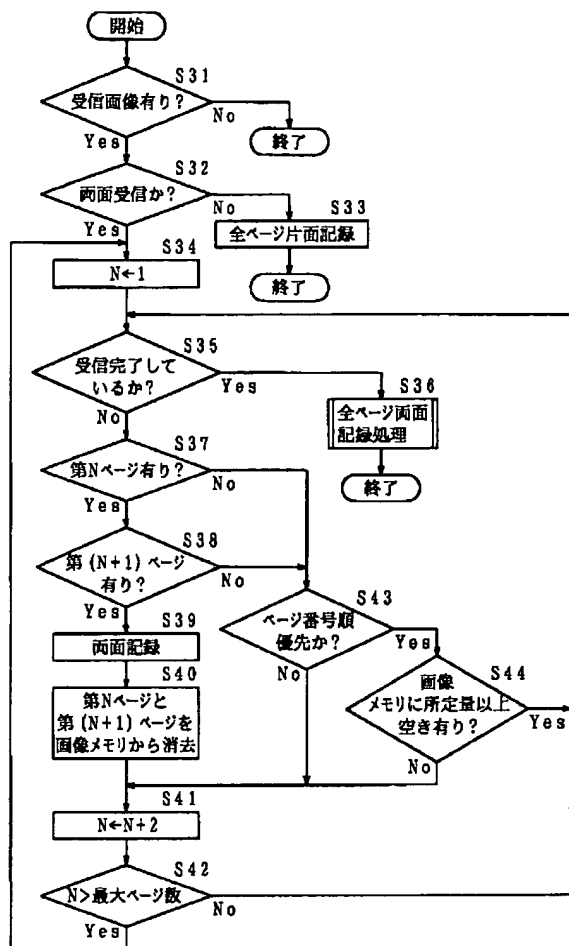 開始
S31
受信画像有り?
No
終了
Yes
S32
両面受信か?
No
S33
全ページ片面記録
終了
Yes
S34
N←1
S35
受信完了して
いるか?
Yes
S36
全ページ両面
記録処理
終了
No
S37
第Nページ有り?
No
Yes
S38
第(N+1)ページ
有り?
No
Yes
S43
ページ番号順
優先か?
Yes
No
S39
両面記録
S44
画像
メモリに所定量以上
空き有り?
Yes
No
S40
第Nページと
第(N+1)ページを
画像メモリから消去
S41
N←N+2
S42
N>最大ページ数
No
Yes